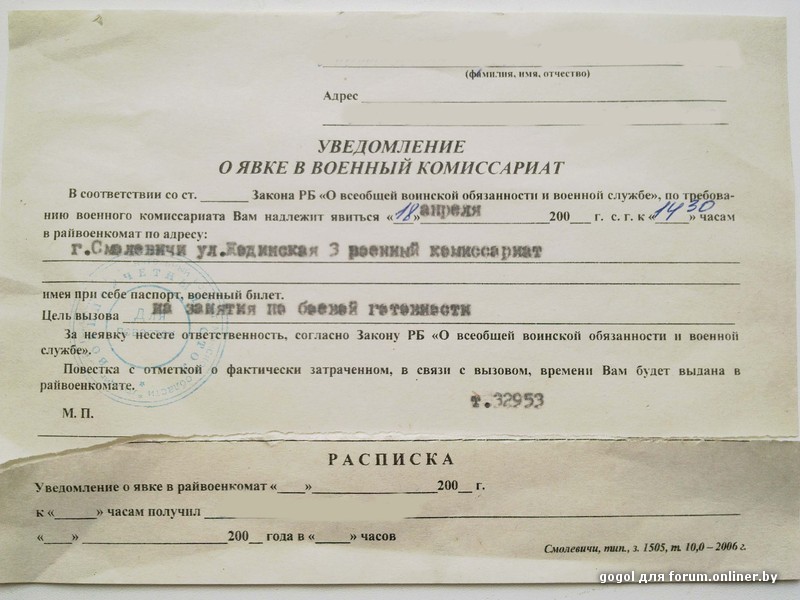 (фамилия, имя, отчество)
Адрес
УВЕДОМЛЕНИЕ
О ЯВКЕ В ВОЕННЫЙ КОМИССАРИАТ
В соответствии со ст. ______ Закона РБ «О всеобщей воинской обязанности и военной службе», по требова-
нию военного комиссариата Вам надлежит явиться «18» апреля 200__ г. с. г. к «14 30» часам
в райвоенкомат по адресу:
г.Смолевичи ул. 3 военный комиссариат
имея при себе паспорт, военный билет.
Цель вызова на занятия по боевой готовности
За неявку несете ответственность, согласно Закону РБ «О всеобщей воинской обязанности и военной
службе».
Повестка с отметкой о фактически затраченном, в связи с вызовом, времени Вам будет выдана в
райвоенкомате.
т.32953
М. П.
РАСПИСКА
Уведомление о явке в райвоенкомат «____»__________________200__ г.
к «______» часам получил
«____» _____________________200__ года в «_____» часов
Смолевичи, тип., з. 1505, т. 10,0 – 2006 г.
gogol для forum.onliner.by